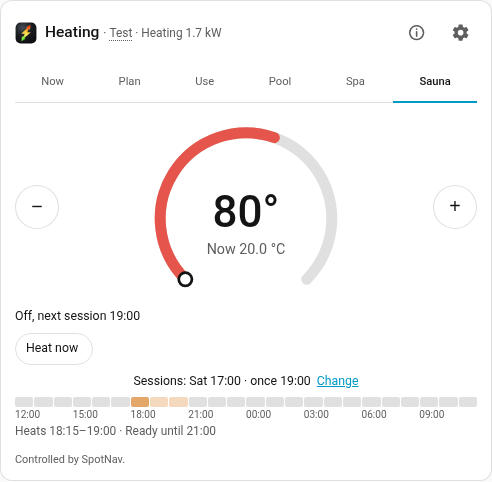 Heating · Test · Heating 1.7 kW
Now Plan Use Pool Spa Sauna
80°
− +
Now 20.0 °C
Off, next session 19:00
Heat now
Sessions: Sat 17:00 · once 19:00 Change
12:00 15:00 18:00 21:00 00:00 03:00 06:00 09:00
Heats 18:15–19:00 · Ready until 21:00
Controlled by SpotNav.